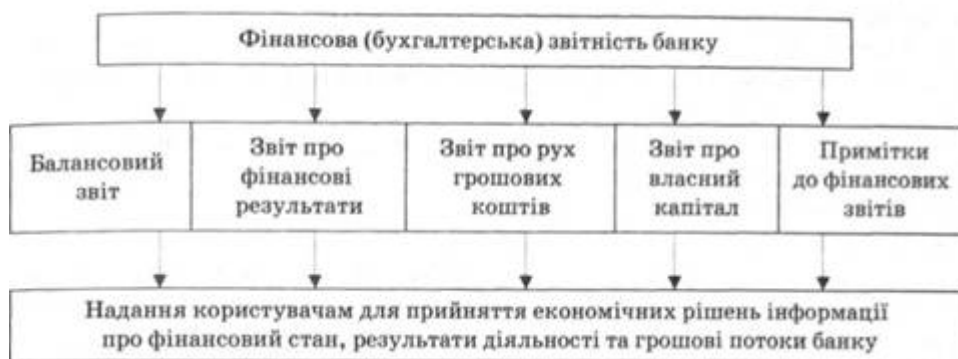 Фінансова (бухгалтерська) звітність банку
Балансовий
звіт
Звіт про
фінансові
результати
Звіт про рух
грошових
коштів
Звіт про
власний
капітал
Примітки
до фінансових
звітів
Надання користувачам для прийняття економічних рішень інформації
про фінансовий стан, результати діяльності та грошові потоки банку